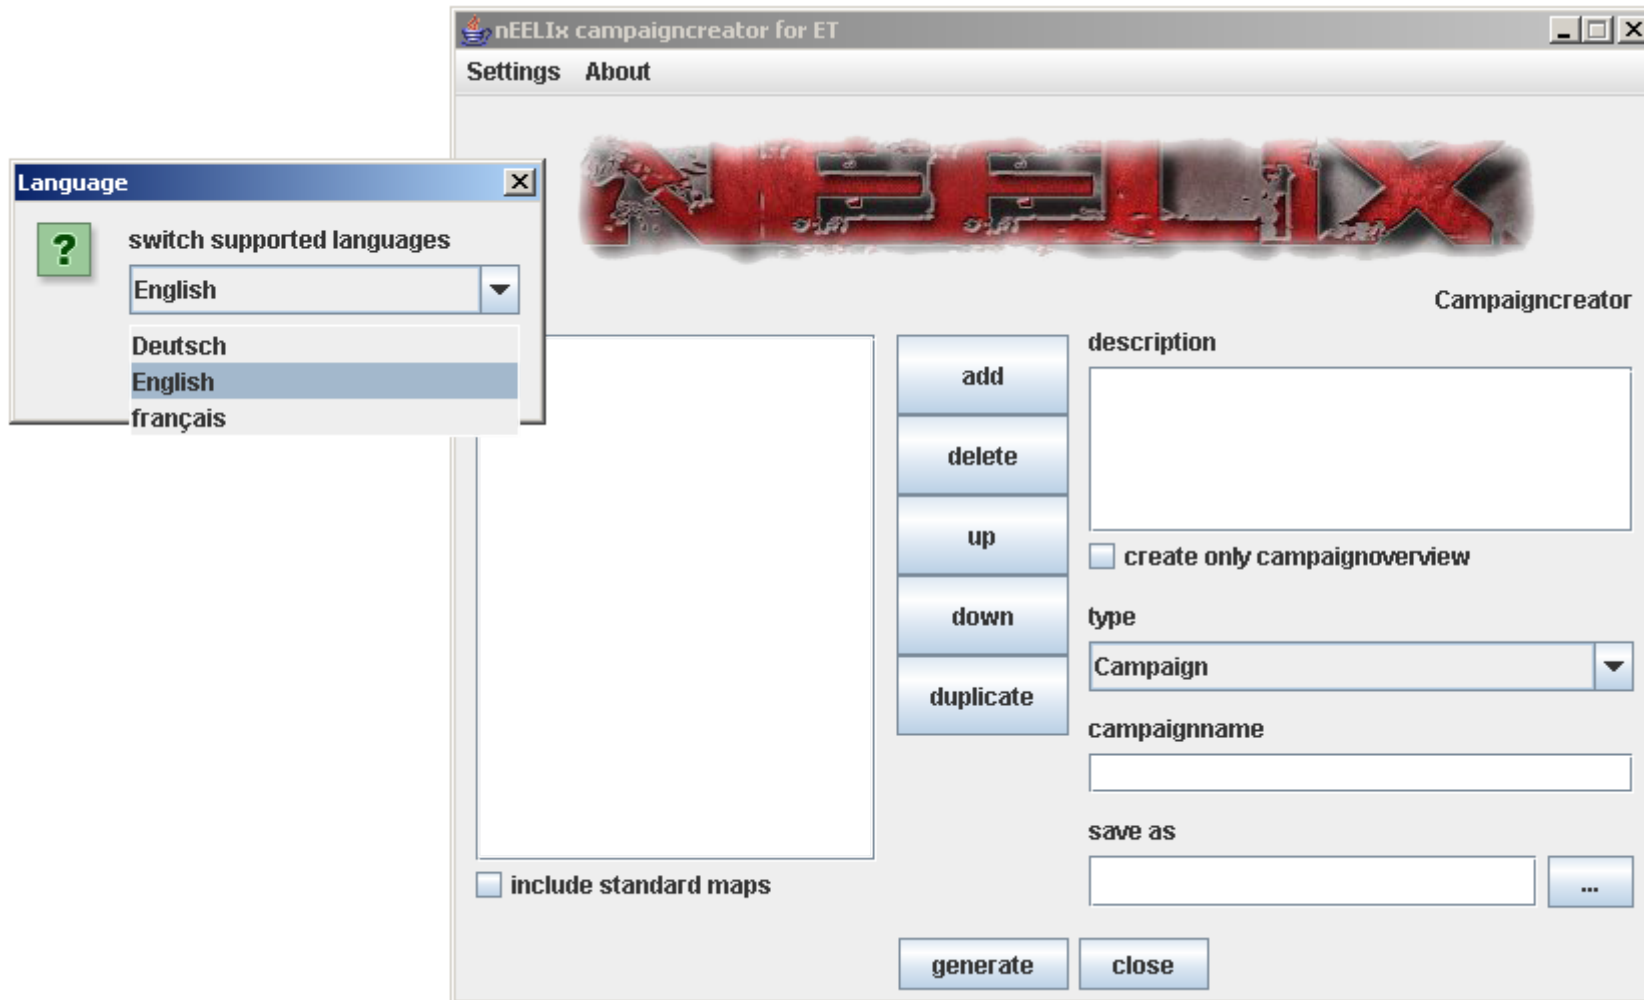 nEELIx campaigncreator for ET
Settings About
NEELIX
Campaigncreator
Language
?
switch supported languages
English
Deutsch
English
français
add
delete
up
down
duplicate
description
create only campaignoverview
type
Campaign
campaignname
save as
...
include standard maps
generate close